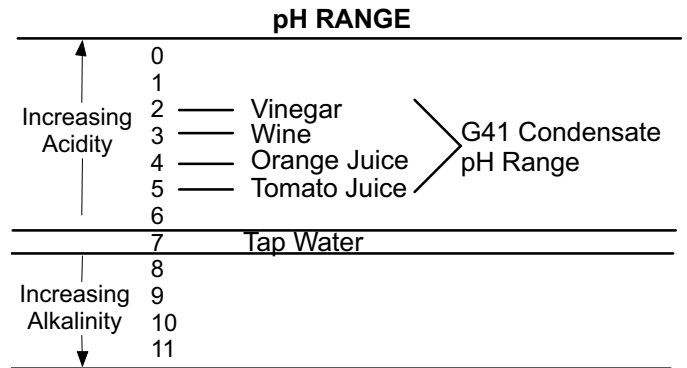 pH RANGE
0
1
2 Vinegar
3 Wine
4 Orange Juice
5 Tomato Juice
6
Increasing
Acidity
G41 Condensate
pH Range
7 Tap Water
8
9
10
11
Increasing
Alkalinity